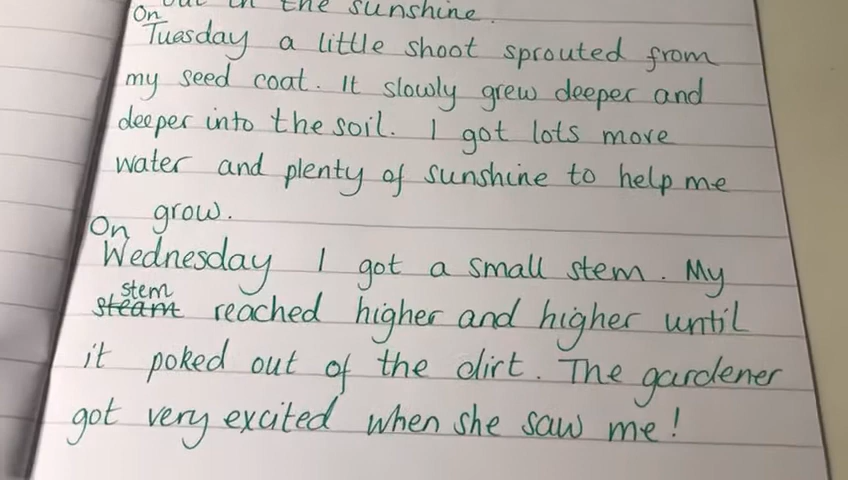 out in the sunshine.
On
Tuesday a little shoot sprouted from
my seed coat. It slowly grew deeper and
deeper into the soil. I got lots more
water and plenty of sunshine to help me
grow.
On
Wednesday I got a small stem. My
stem
steam reached higher and higher until
it poked out of the dirt. The gardener
got very excited when she saw me!